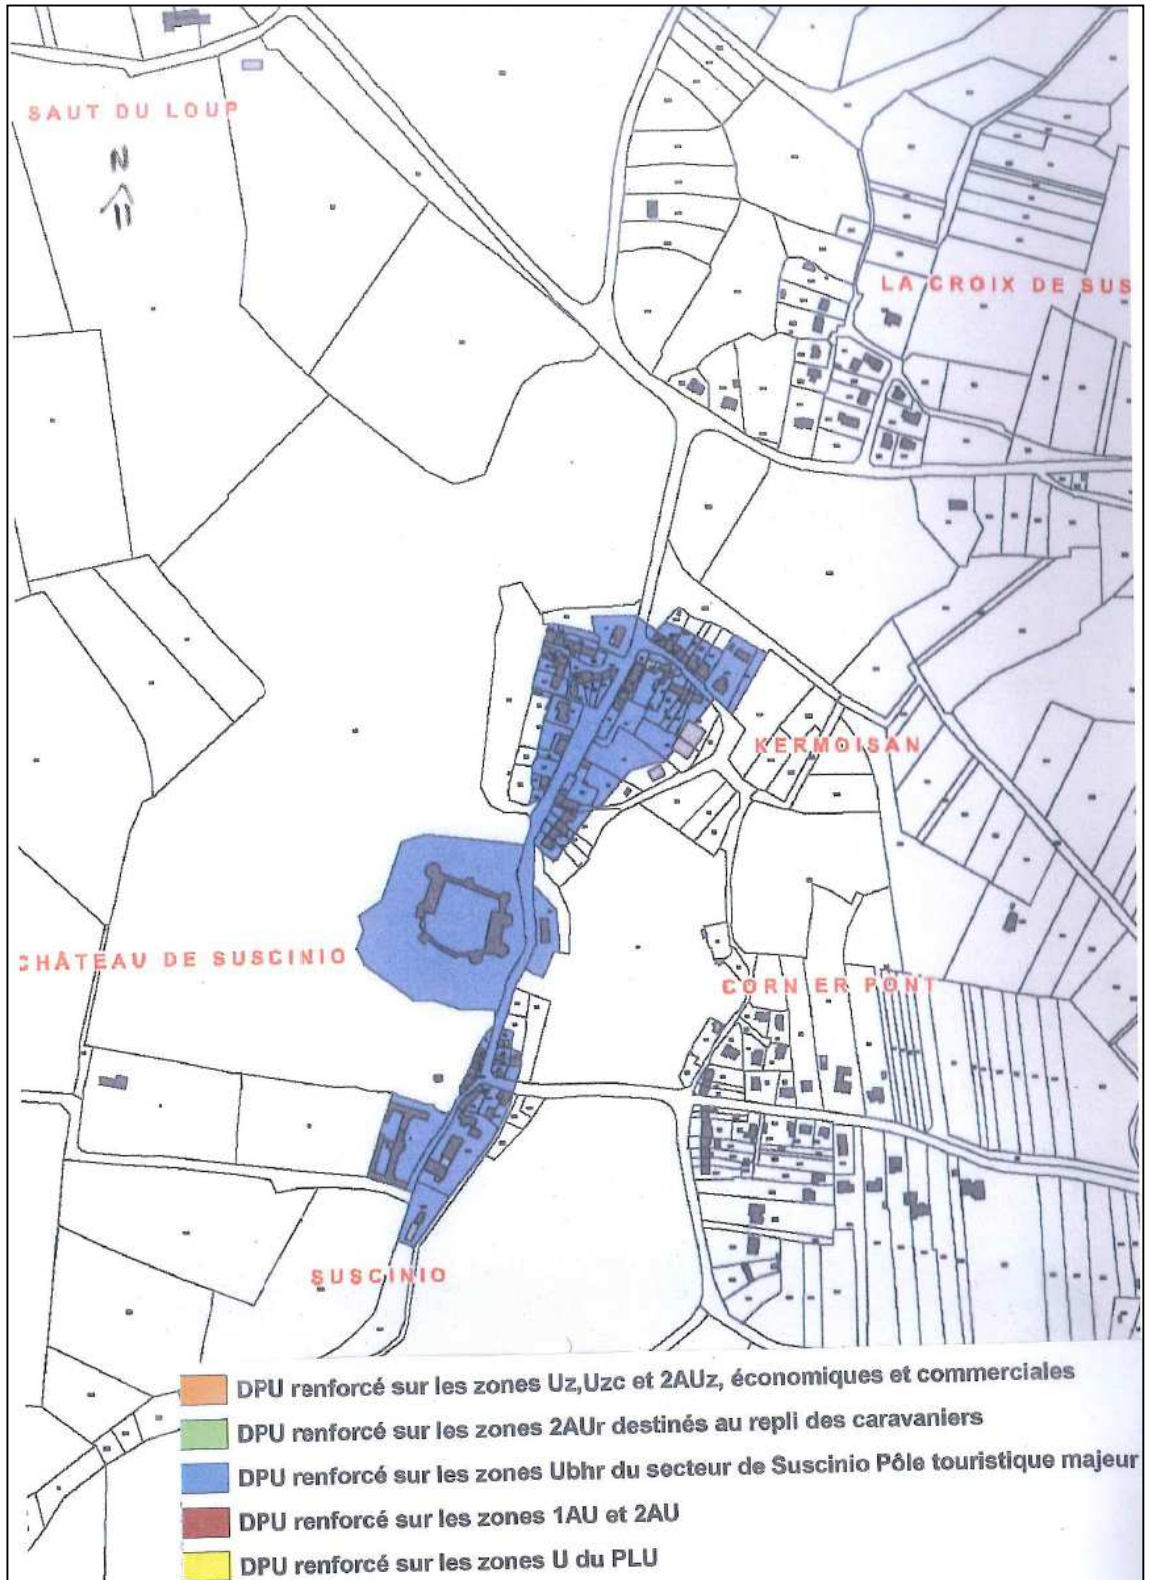 SAUT DU LOUP
N
LA CROIX DE SUS
KERMOISAN
CHÂTEAU DE SUSCINIO
CORN ER PONT
SUSCINIO
DPU renforcé sur les zones Uz,Uzc et 2AUz, économiques et commerciales
DPU renforcé sur les zones 2AUr destinés au repli des caravaniers
DPU renforcé sur les zones Ubhr du secteur de Suscinio Pôle touristique majeur
DPU renforcé sur les zones 1AU et 2AU
DPU renforcé sur les zones U du PLU